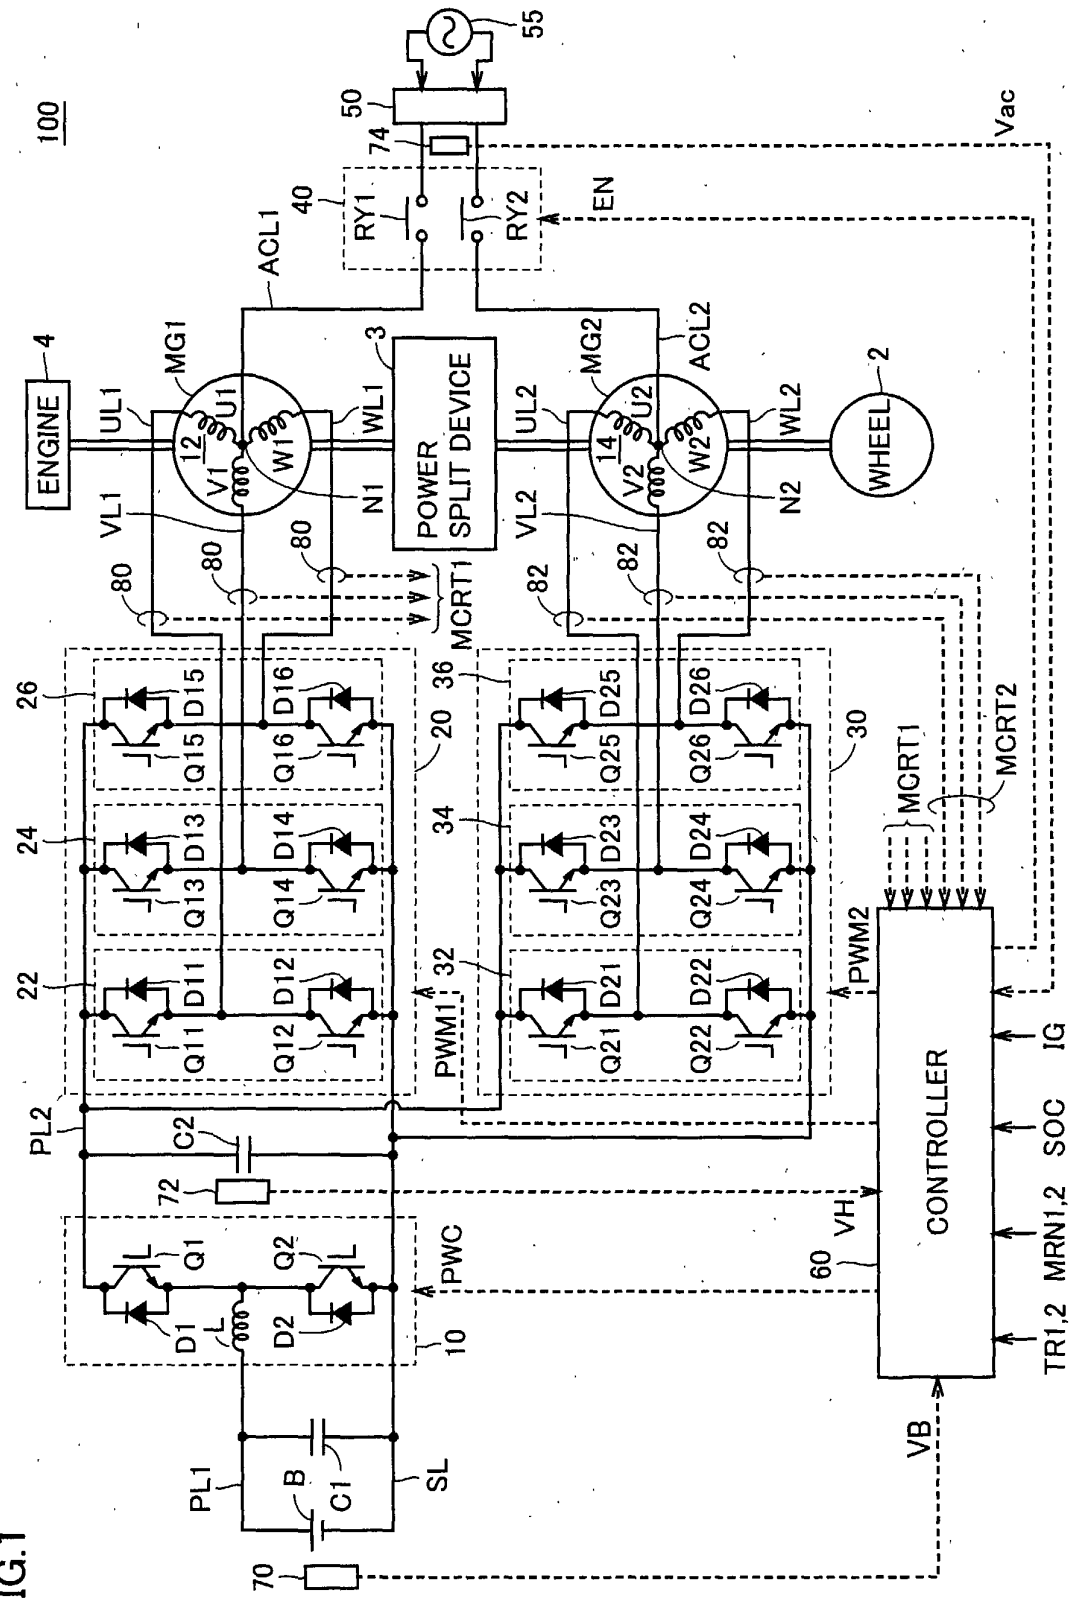 IG.1
100
ENGINE
4
MG1
UL1
12
U1
V1
W1
VL1
WL1
N1
ACL1
3
POWER
SPLIT DEVICE
40
RY1
RY2
EN
74
50
55
Vac
UL2
MG2
14
U2
V2
W2
VL2
WL2
N2
ACL2
WHEEL
2
80
80
80
MCRT1
82
82
82
26
D15
Q15
D16
Q16
24
D13
Q13
D14
Q14
22
D11
Q11
D12
Q12
20
36
D25
Q25
D26
Q26
34
D23
Q23
D24
Q24
32
D21
Q21
D22
Q22
30
MCRT1
MCRT2
PWM1
PWM2
PL2
C2
72
VH
Q1
D1
L
Q2
D2
10
PWC
PL1
B
C1
SL
70
VB
60
CONTROLLER
IG
SOC
MRN1,2
TR1,2